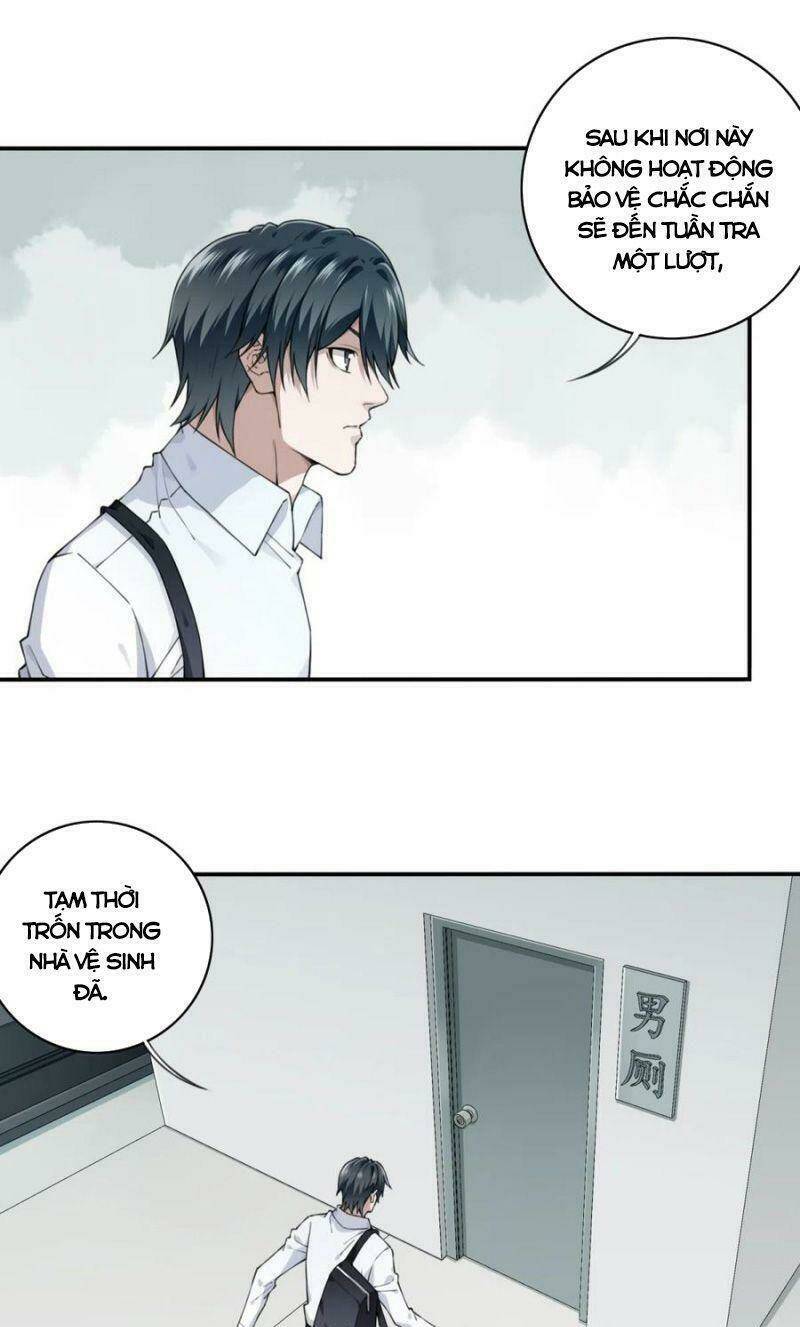 SAU KHI NƠI NÀY
KHÔNG HOẠT ĐỘNG
BẢO VỆ CHẮC CHẮN
SẼ ĐẾN TUẦN TRA
MỘT LƯỢT,
TẠM THỜI
TRỐN TRONG
NHÀ VỆ SINH
ĐÃ.
男
厕